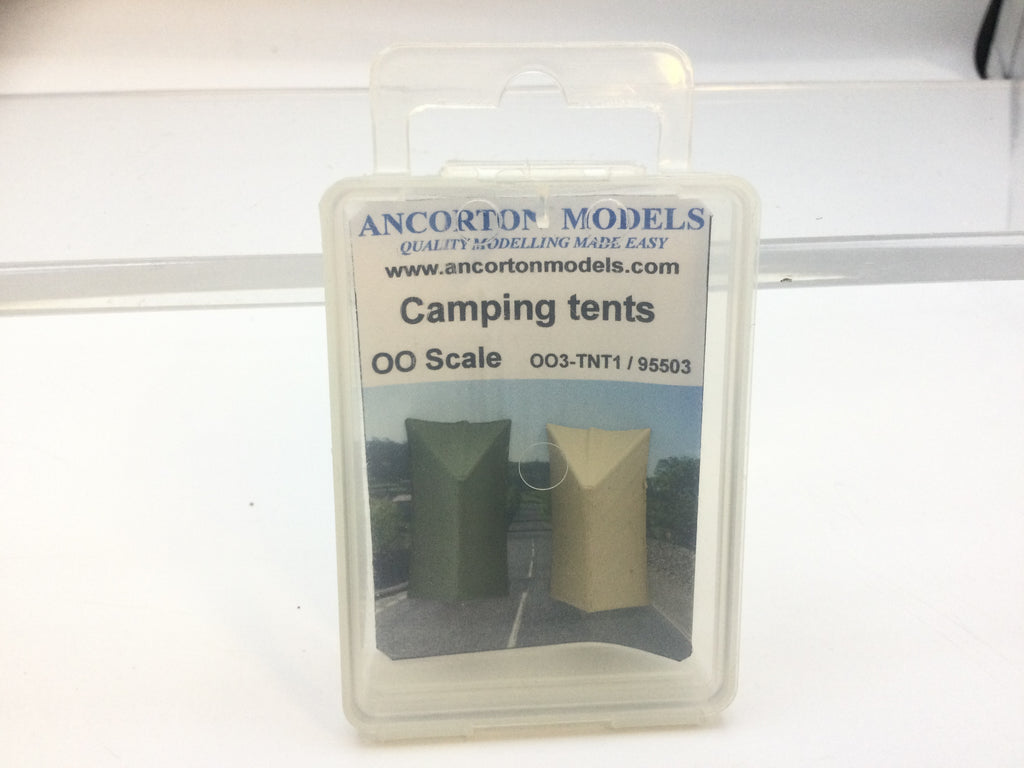 ANCORTON MODELS
QUALITY MODELLING MADE EASY
www.ancortonmodels.com
Camping tents
OO Scale OO3-TNT1 / 95503